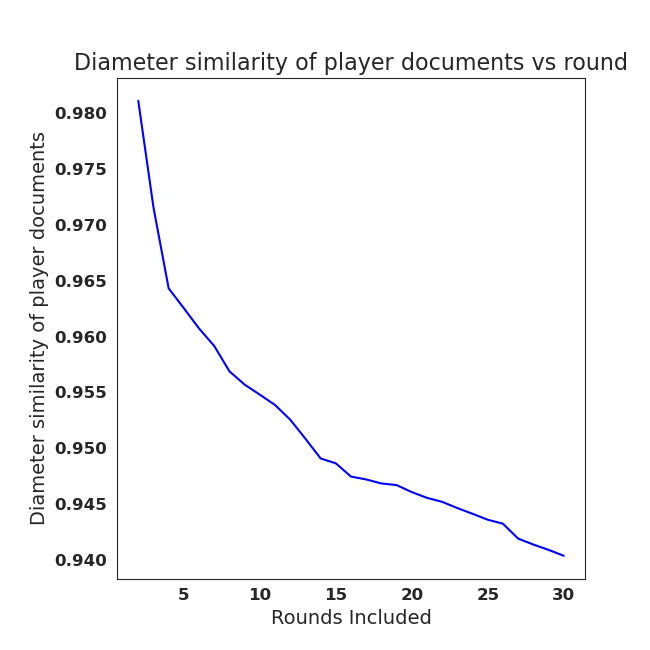 Diameter similarity of player documents vs round
Diameter similarity of player documents
0.980
0.975
0.970
0.965
0.960
0.955
0.950
0.945
0.940
5 10 15 20 25 30
Rounds Included